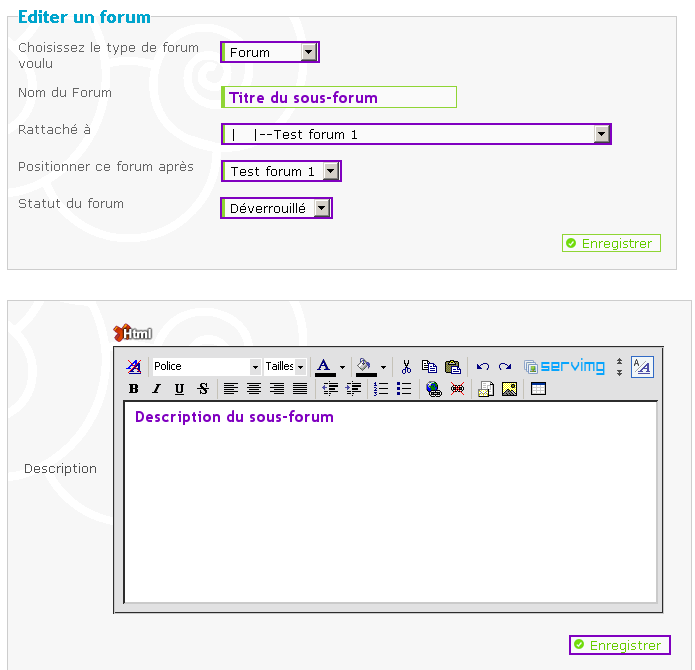 Editer un forum
Choisissez le type de forum
voulu
Forum
Nom du Forum
Titre du sous-forum
Rattaché à
| |--Test forum 1
Positionner ce forum après
Test forum 1
Statut du forum
Déverrouillé
Enregistrer
Html
Police
Tailles
A
servimg
B I U S
Description du sous-forum
Description
Enregistrer